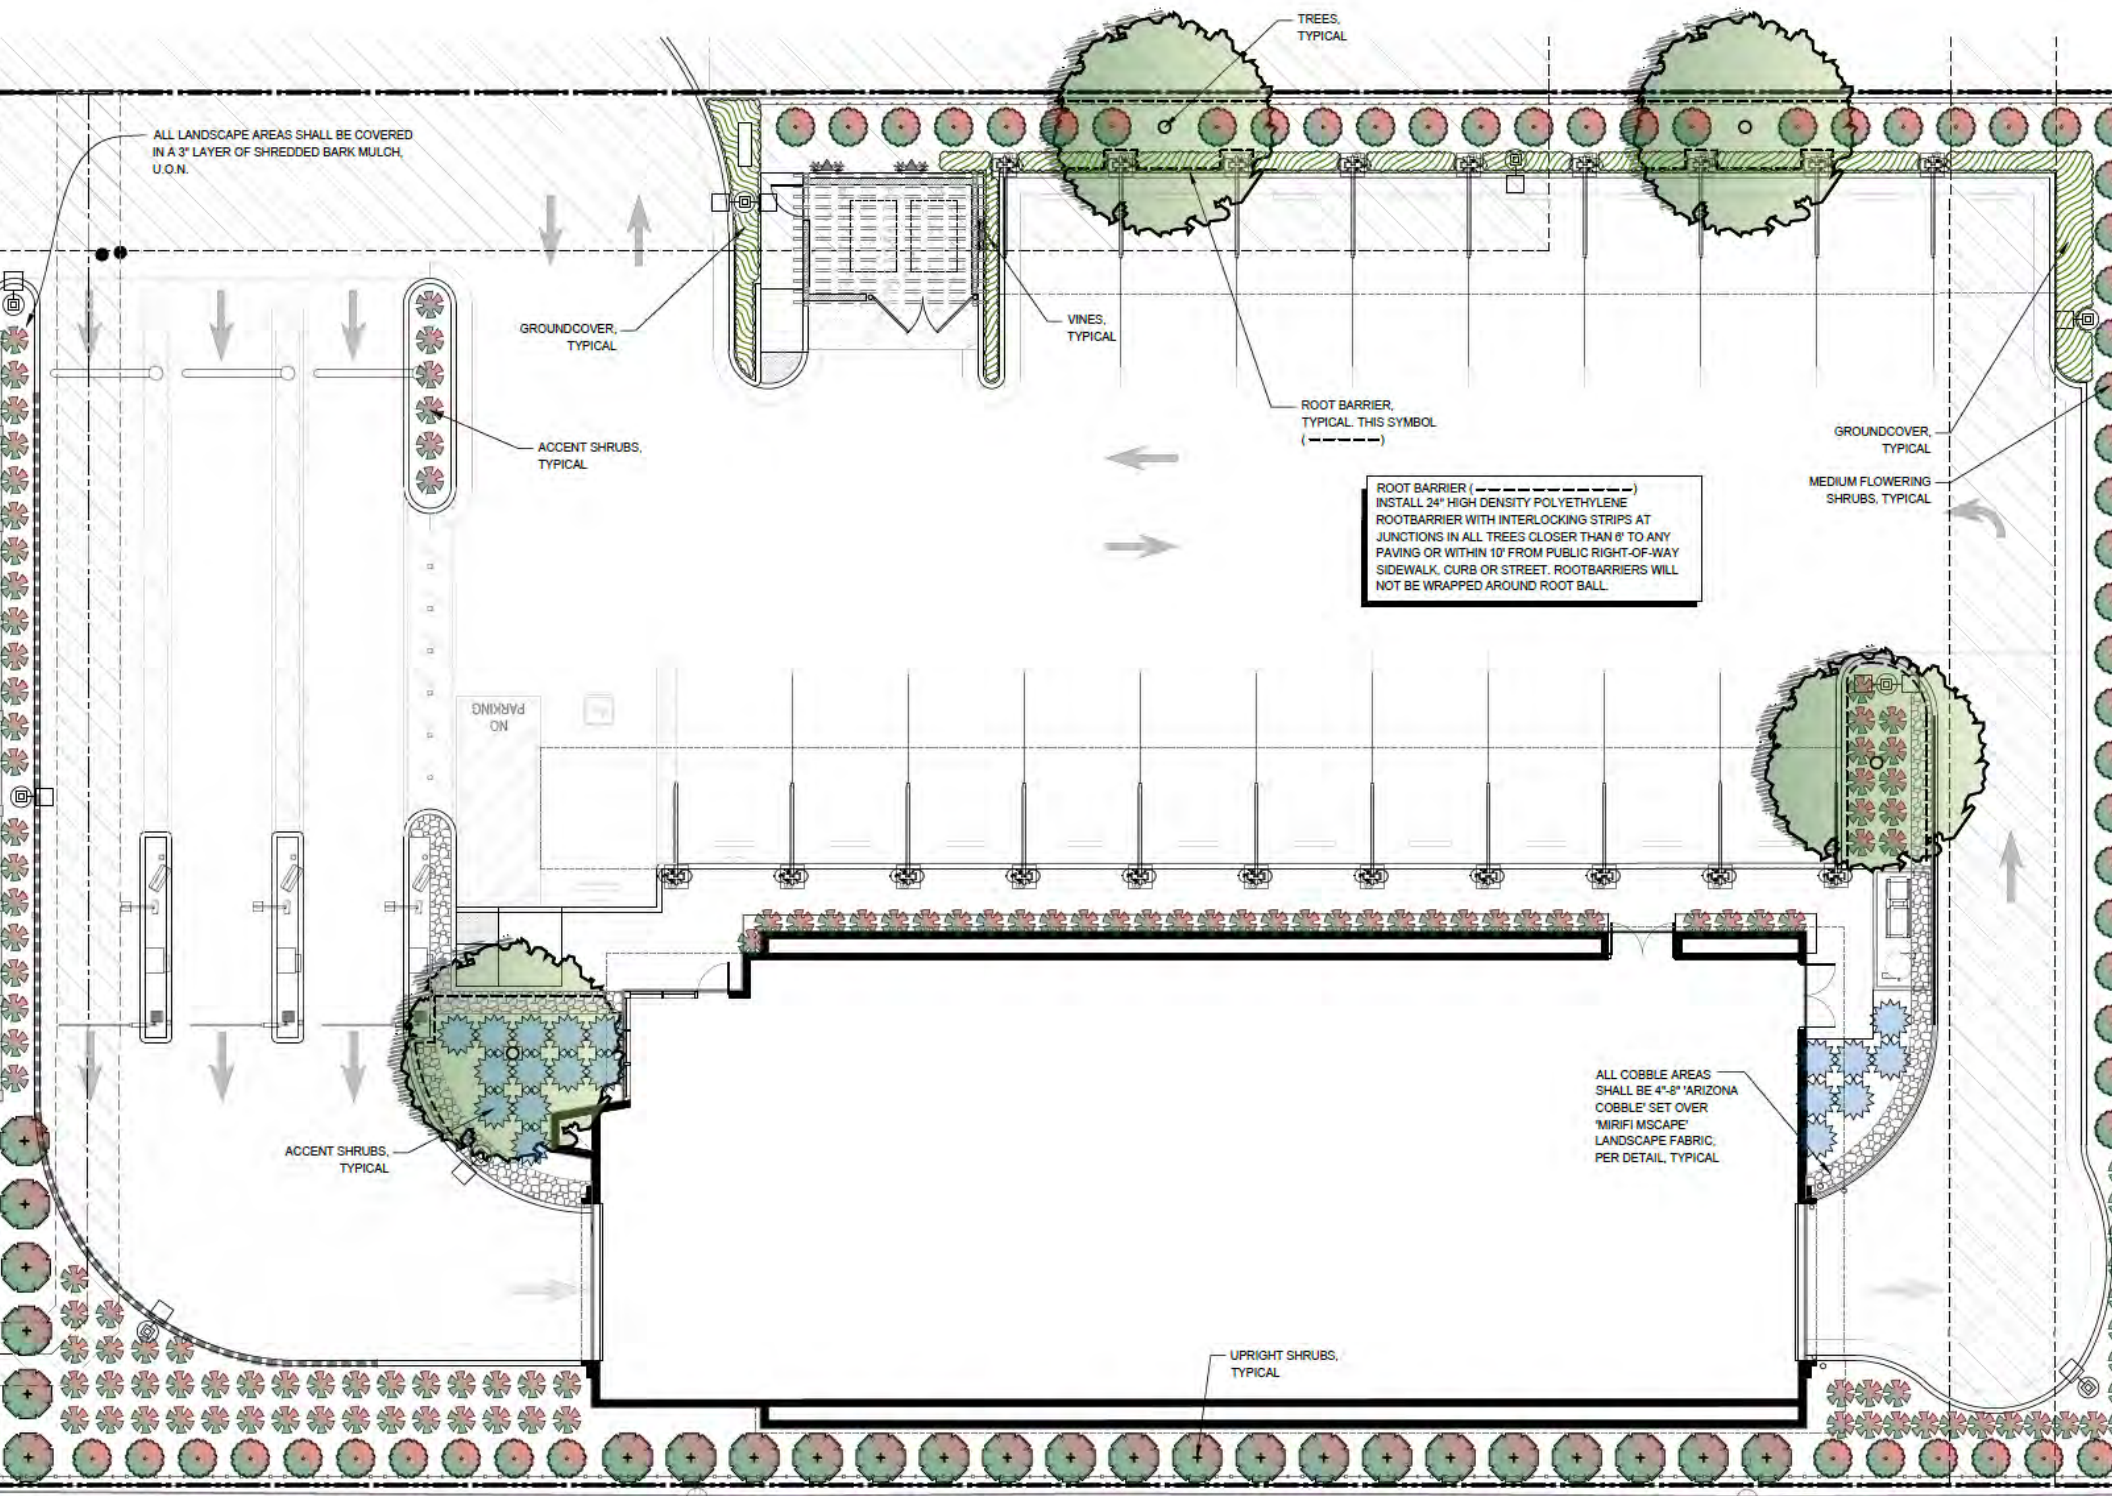 TREES,
TYPICAL
ALL LANDSCAPE AREAS SHALL BE COVERED
IN A 3" LAYER OF SHREDDED BARK MULCH,
U.O.N.
GROUNDCOVER,
TYPICAL
VINES,
TYPICAL
ACCENT SHRUBS,
TYPICAL
ROOT BARRIER,
TYPICAL. THIS SYMBOL
( )
GROUNDCOVER,
TYPICAL
MEDIUM FLOWERING
SHRUBS, TYPICAL
ROOT BARRIER ( )
INSTALL 24" HIGH DENSITY POLYETHYLENE
ROOTBARRIER WITH INTERLOCKING STRIPS AT
JUNCTIONS IN ALL TREES CLOSER THAN 6' TO ANY
PAVING OR WITHIN 10' FROM PUBLIC RIGHT-OF-WAY
SIDEWALK, CURB OR STREET. ROOTBARRIERS WILL
NOT BE WRAPPED AROUND ROOT BALL.
NO
PARKING
ALL COBBLE AREAS
SHALL BE 4"-8" 'ARIZONA
COBBLE' SET OVER
'MIRIFI MSCAPE'
LANDSCAPE FABRIC,
PER DETAIL, TYPICAL
ACCENT SHRUBS,
TYPICAL
UPRIGHT SHRUBS,
TYPICAL